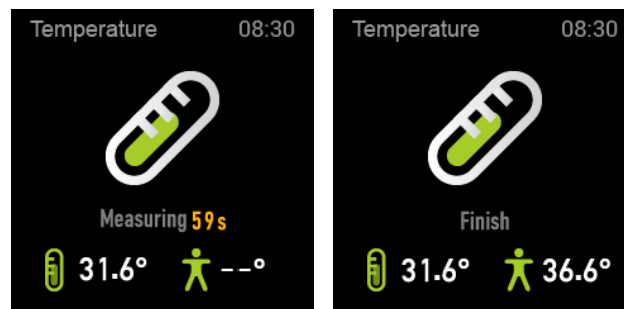 Temperature 08:30
Measuring 59s
31.6° --°
Temperature 08:30
Finish
31.6° 36.6°